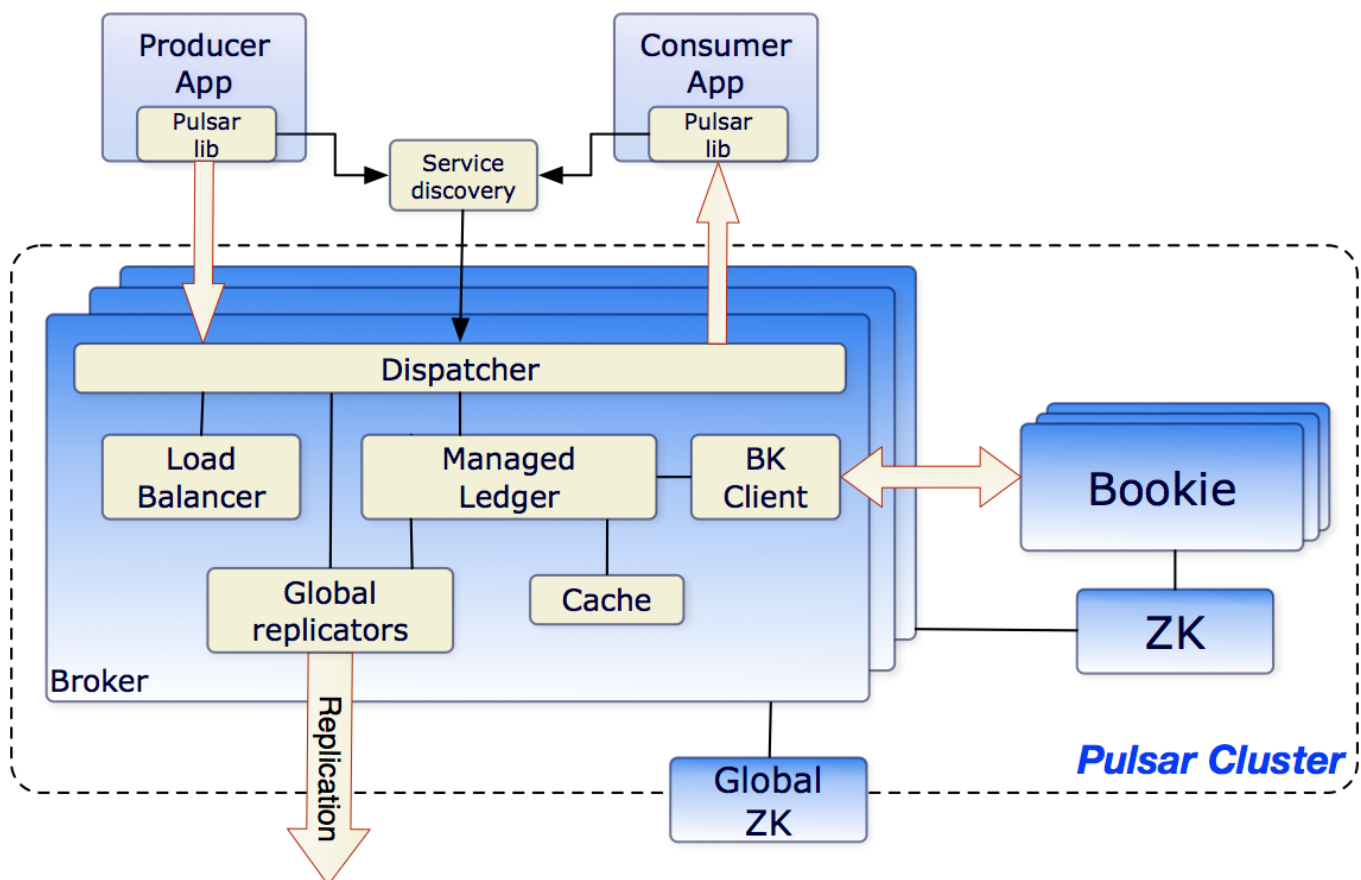 Producer
App
Pulsar
lib
Consumer
App
Pulsar
lib
Service
discovery
Dispatcher
Load
Balancer
Managed
Ledger
BK
Client
Bookie
Global
replicators
Cache
ZK
Broker
Replication
Pulsar Cluster
Global
ZK